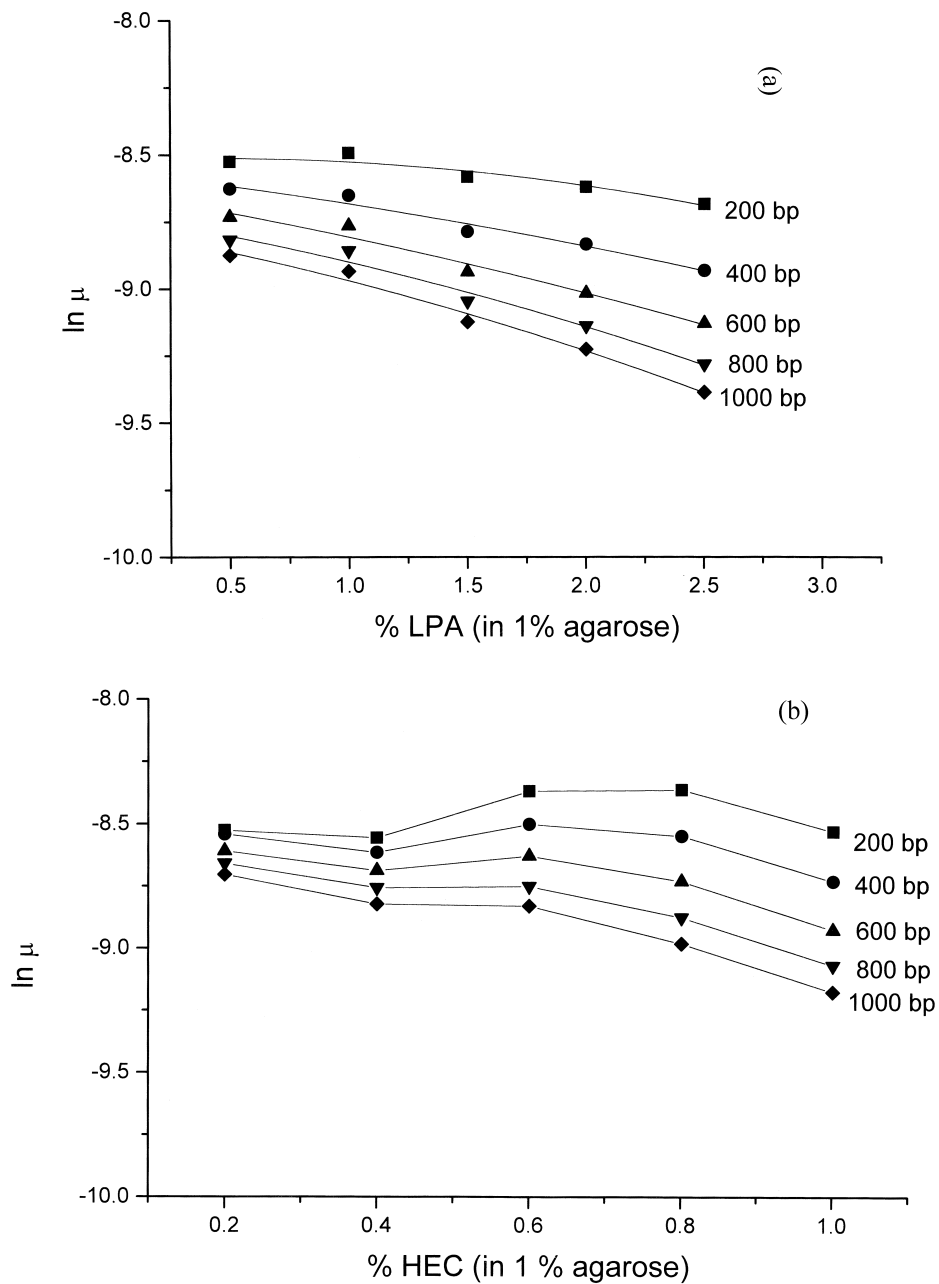 -8.0
(a)
-8.5
200 bp
400 bp
-9.0
ln μ
600 bp
800 bp
1000 bp
-9.5
-10.0
0.5 1.0 1.5 2.0 2.5 3.0
% LPA (in 1% agarose)
-8.0
(b)
-8.5
200 bp
400 bp
600 bp
-9.0
ln μ
800 bp
1000 bp
-9.5
-10.0
0.2 0.4 0.6 0.8 1.0
% HEC (in 1 % agarose)